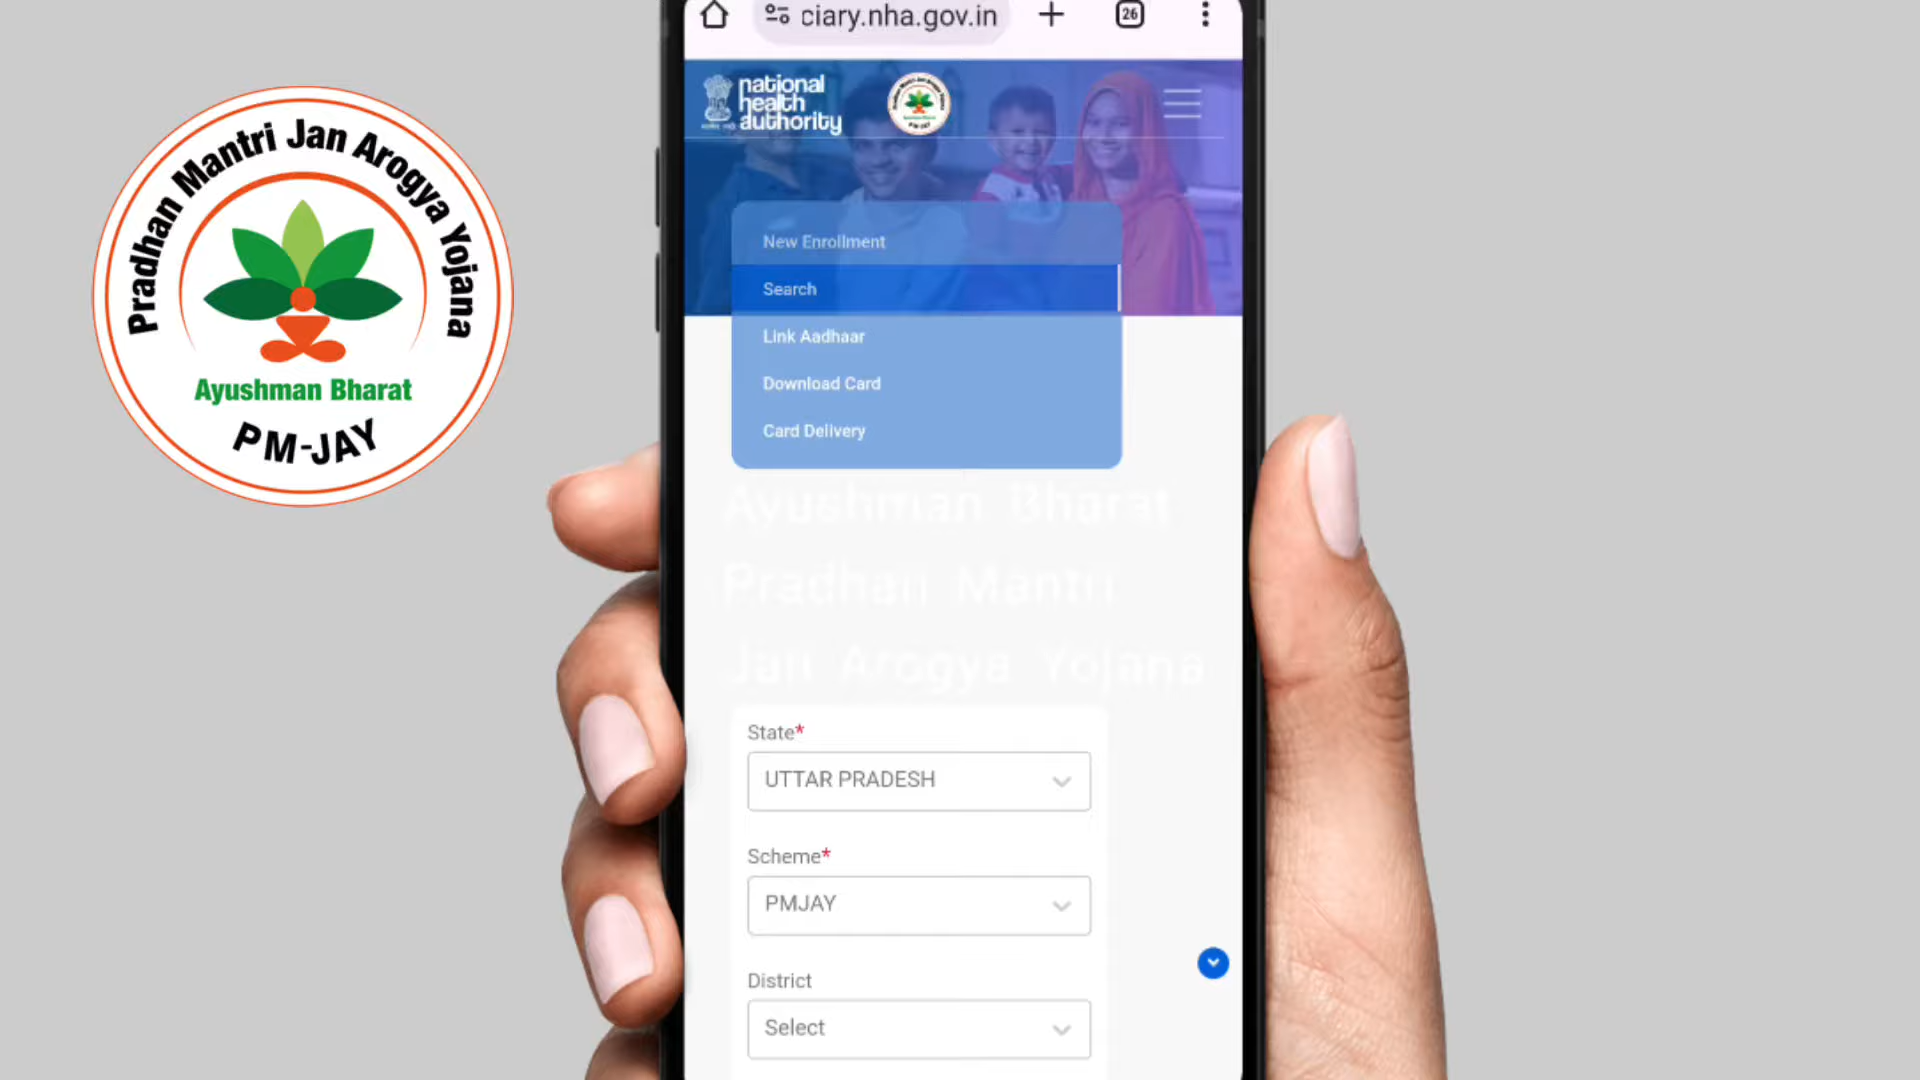 Pradhan Mantri Jan Arogya Yojana
Ayushman Bharat
PM-JAY
ciary.nha.gov.in
26
national
health
authority
New Enrollment
Search
Link Aadhaar
Download Card
Card Delivery
Ayushman Bharat
Pradhan Mantri
Jan Arogya Yojana
State*
UTTAR PRADESH
Scheme*
PMJAY
District
Select